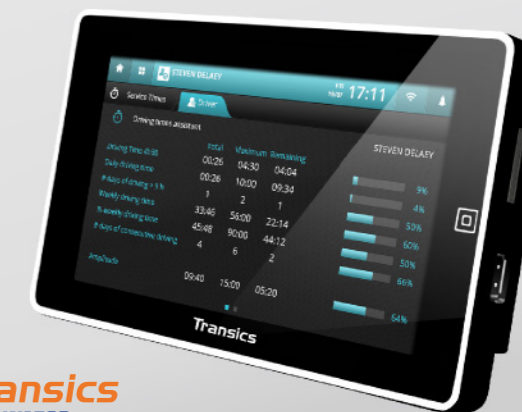 STEVEN DELAEY
17:11
Service Times
Driver
Driving times assistant
STEVEN DELAEY
total Maximum Remaining
Driving Time 4h30 00:26 04:30 04:04 9%
Daily driving time 00:26 10:00 09:34 4%
# days of driving > 9 h 1 2 1 50%
Weekly driving time 33:46 56:00 22:14 60%
Bi-weekly driving time 45:48 90:00 44:12 50%
# days of consecutive driving 4 6 2 66%
Amplitude 09:40 15:00 05:20 64%
Transics
ansics